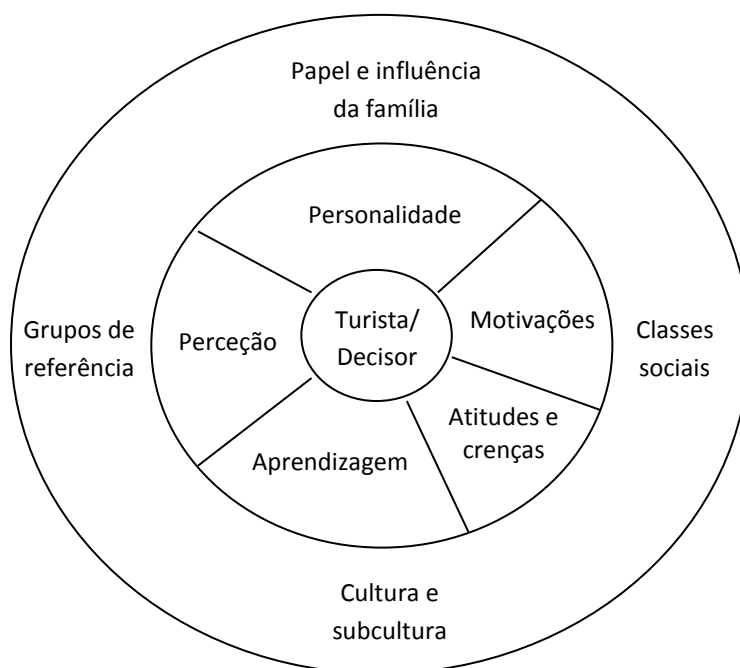 Papel e influência
da família
Personalidade
Grupos de
referência
Perceção
Turista/
Decisor
Motivações
Classes
sociais
Atitudes e
crenças
Aprendizagem
Cultura e
subcultura